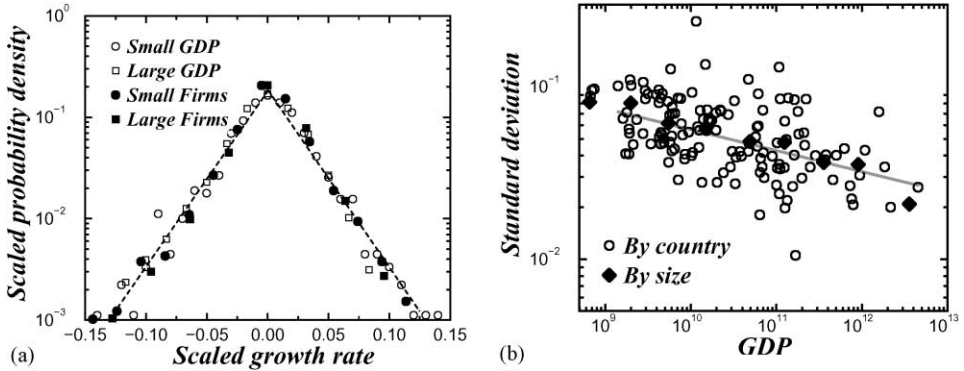 Scaled probability density
10^0
10^-1
10^-2
10^-3
Small GDP
Large GDP
Small Firms
Large Firms
−0.15 −0.10 −0.05 0.00 0.05 0.10 0.15
(a) Scaled growth rate
Standard deviation
10^-1
10^-2
By country
By size
10^9 10^10 10^11 10^12 10^13
(b) GDP